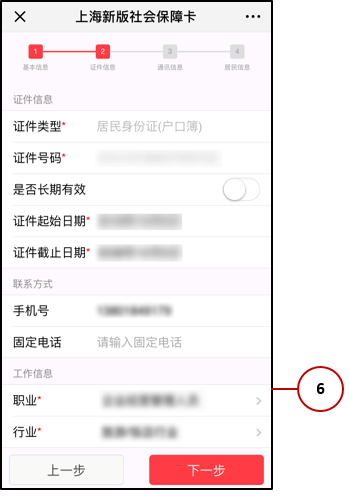 上海新版社会保障卡
1 2 3 4
基本信息 证件信息 通讯信息 居民信息
证件信息
证件类型* 居民身份证(户口簿)
证件号码*
是否长期有效
证件起始日期*
证件截止日期*
联系方式
手机号
固定电话 请输入固定电话
工作信息
6
职业*
行业*
上一步 下一步